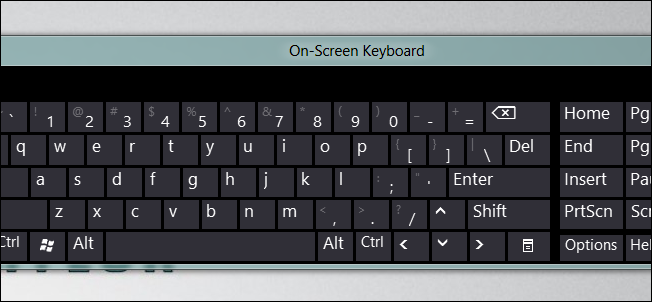 On-Screen Keyboard
` ! 1 @ 2 # 3 $ 4 % 5 ^ 6 & 7 * 8 ( 9 ) 0 _ - + = Home Pg
q w e r t y u i o p { [ } ] | \ Del End Pg
a s d f g h j k l : ; " ' Enter Insert Pau
z x c v b n m < , > . ? / Shift PrtScn Scr
Ctrl Alt Alt Ctrl Options Hel